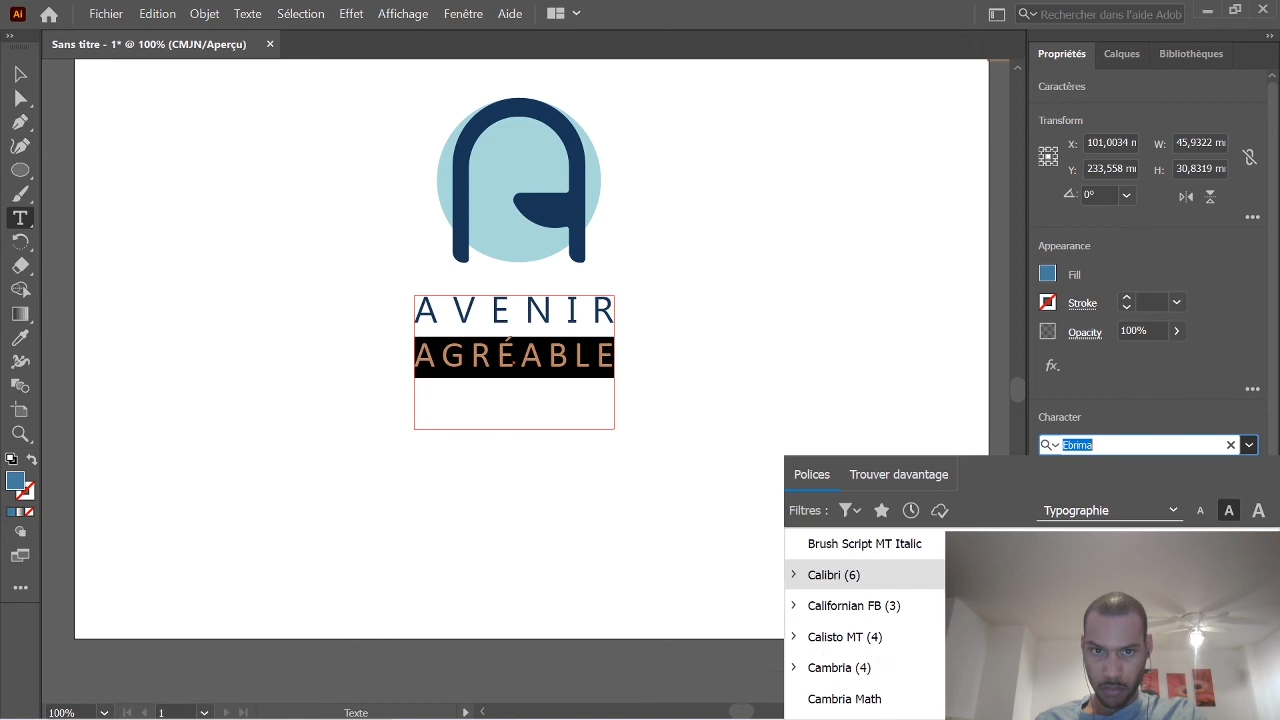 Ai
Fichier Edition Objet Texte Sélection Effet Affichage Fenêtre Aide
Rechercher dans l'aide Adob
Sans titre - 1* @ 100% (CMJN/Aperçu)
Propriétés Calques Bibliothèques
Caractères
Transform
X: 101,0034 m W: 45,9322 m
Y: 233,558 m H: 30,8319 m
0°
Appearance
Fill
Stroke
Opacity 100%
fx.
Character
Ebrima
AVENIR
AGRÉABLE
Polices Trouver davantage
Filtres : Typographie A A A
Brush Script MT Italic
Calibri (6)
Californian FB (3)
Calisto MT (4)
Cambria (4)
Cambria Math
100% 1 Texte